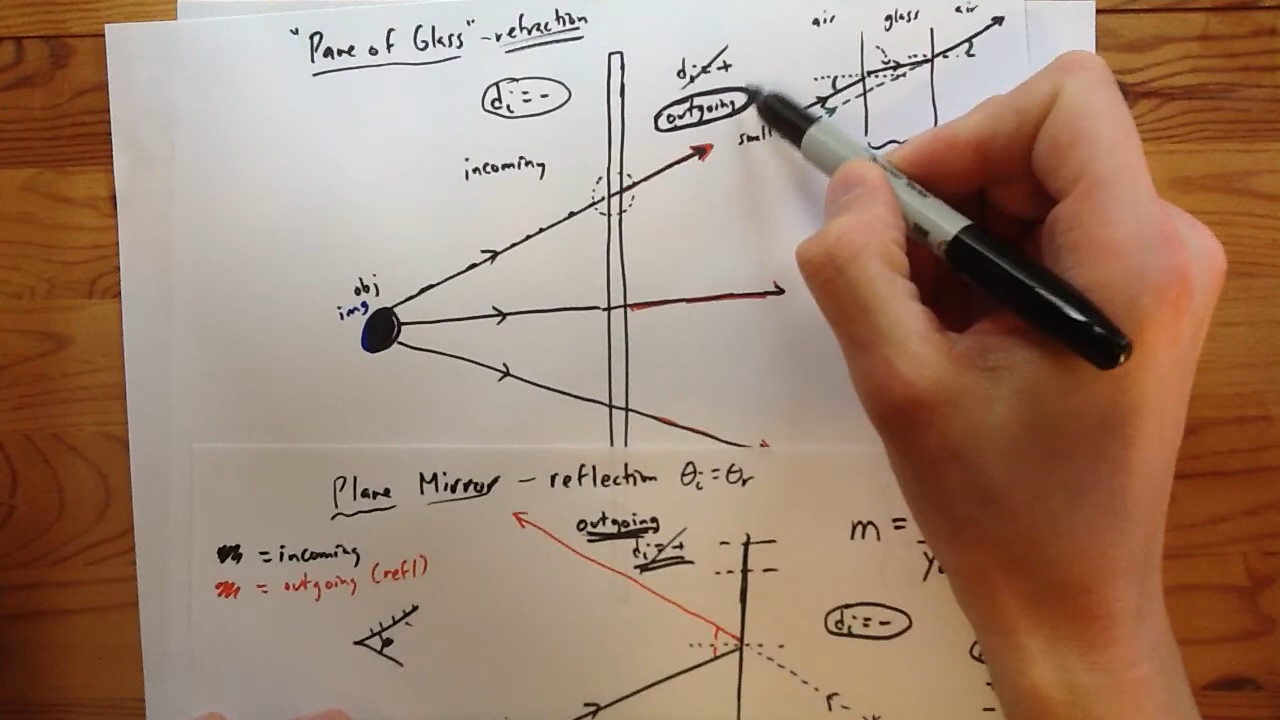 "Pane of Glass" - refraction
air glass air
di = +
di = -
outgoing
small
incoming
obj
img
Plane Mirror - reflection θi = θr
= incoming
= outgoing (refl)
outgoing
di = +
m =
di = -